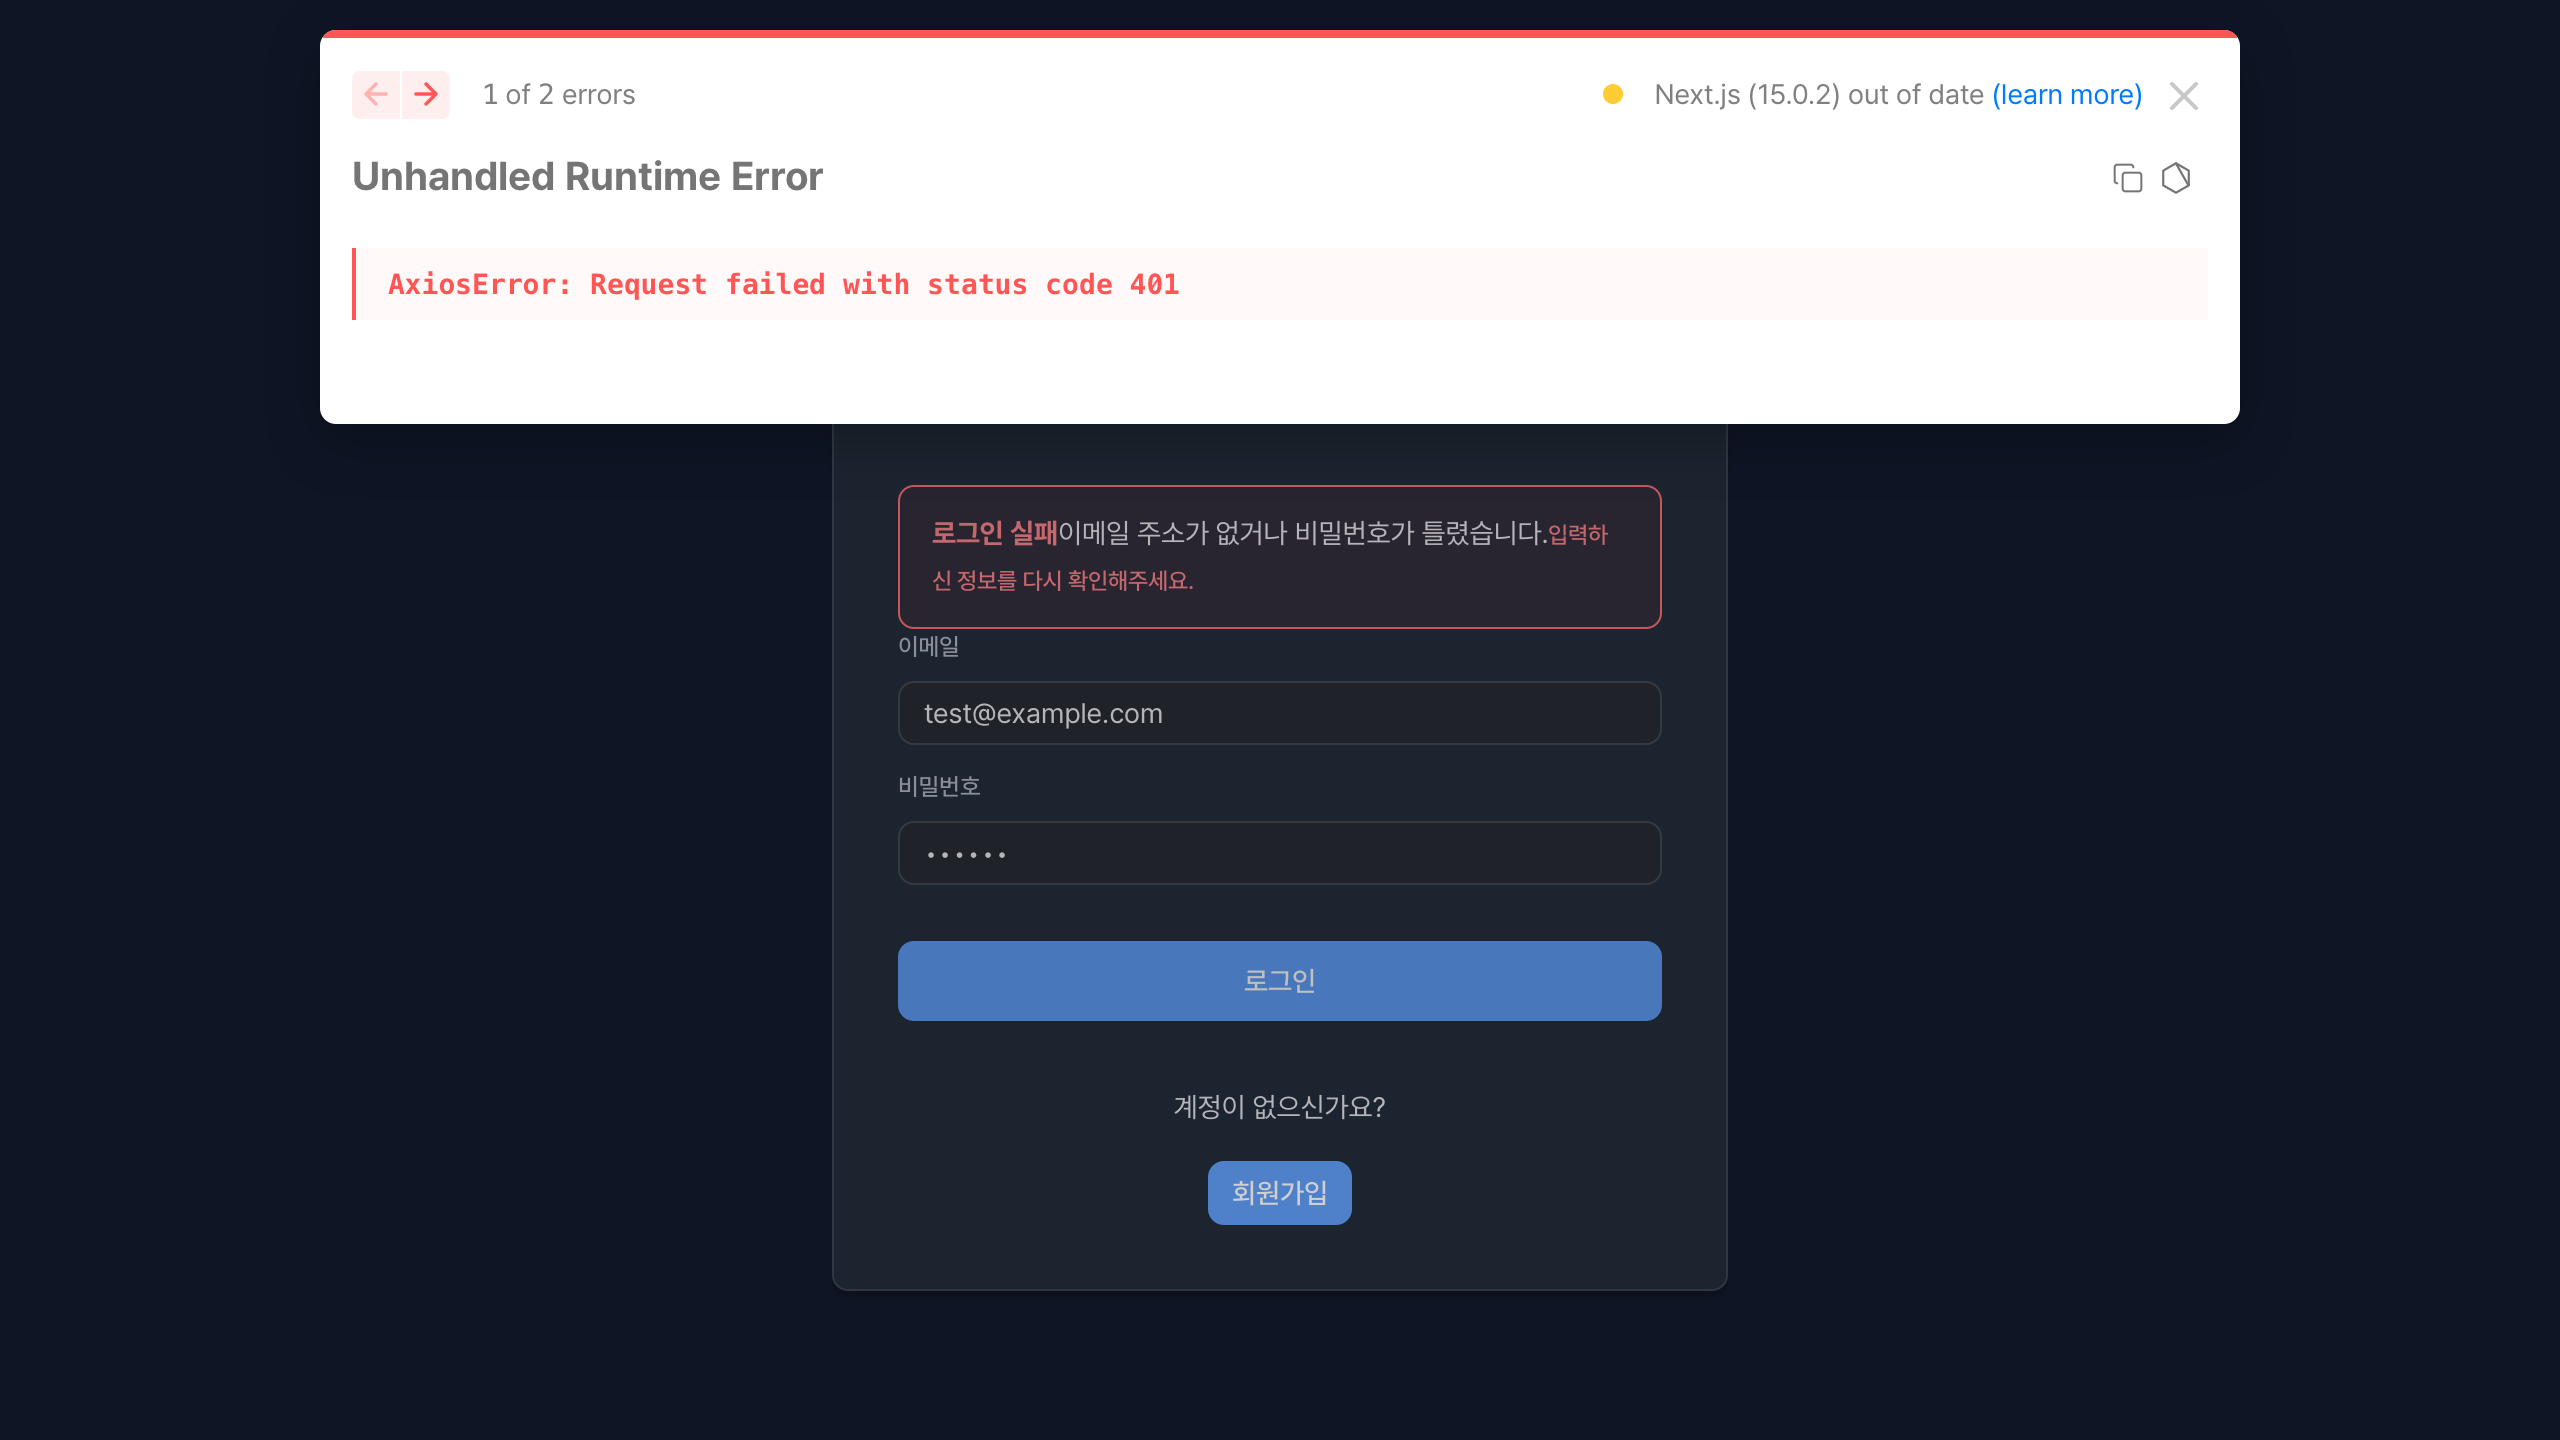 1 of 2 errors
Next.js (15.0.2) out of date (learn more)
Unhandled Runtime Error
AxiosError: Request failed with status code 401
로그인 실패이메일 주소가 없거나 비밀번호가 틀렸습니다.입력하
신 정보를 다시 확인해주세요.
이메일
test@example.com
비밀번호
••••••
로그인
계정이 없으신가요?
회원가입